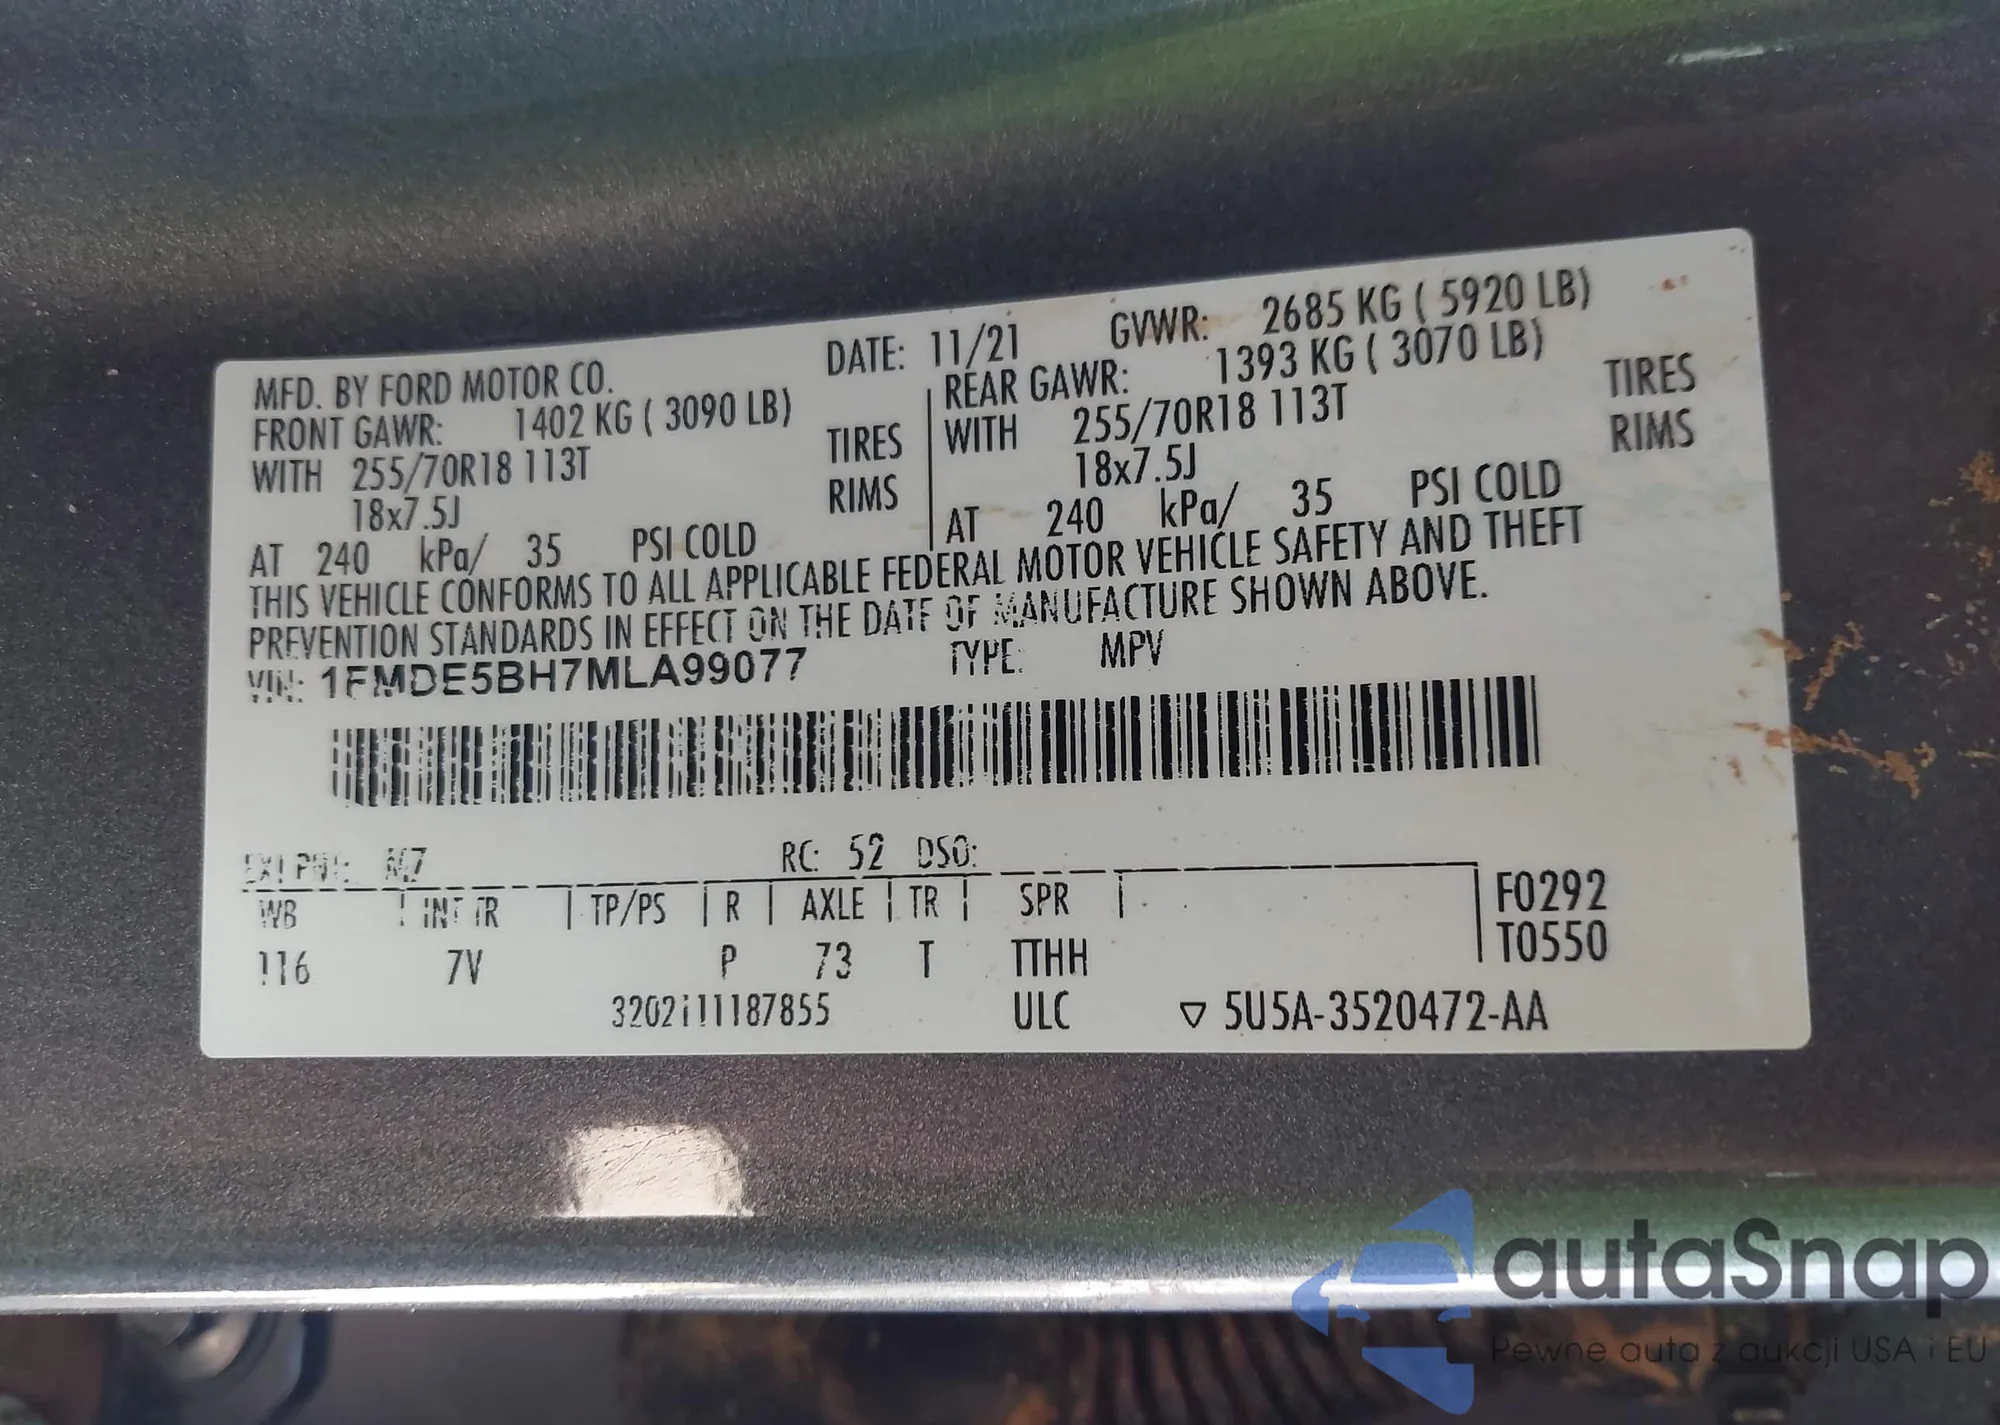 MFD. BY FORD MOTOR CO. DATE: 11/21 GVWR: 2685 KG ( 5920 LB)
FRONT GAWR: 1402 KG ( 3090 LB) REAR GAWR: 1393 KG ( 3070 LB)
WITH 255/70R18 113T TIRES WITH 255/70R18 113T TIRES
18x7.5J RIMS 18x7.5J RIMS
AT 240 kPa/ 35 PSI COLD AT 240 kPa/ 35 PSI COLD
THIS VEHICLE CONFORMS TO ALL APPLICABLE FEDERAL MOTOR VEHICLE SAFETY AND THEFT
PREVENTION STANDARDS IN EFFECT ON THE DATE OF MANUFACTURE SHOWN ABOVE.
VIN: 1FMDE5BH7MLA99077 TYPE: MPV
EXT PNT: M7 RC: 52 DSO:
WB INT TR TP/PS R AXLE TR SPR F0292
116 7V P 73 T TTHH T0550
3202111187855 ULC ▽ 5U5A-3520472-AA
autaSnap
Pewne auta z aukcji USA i EU